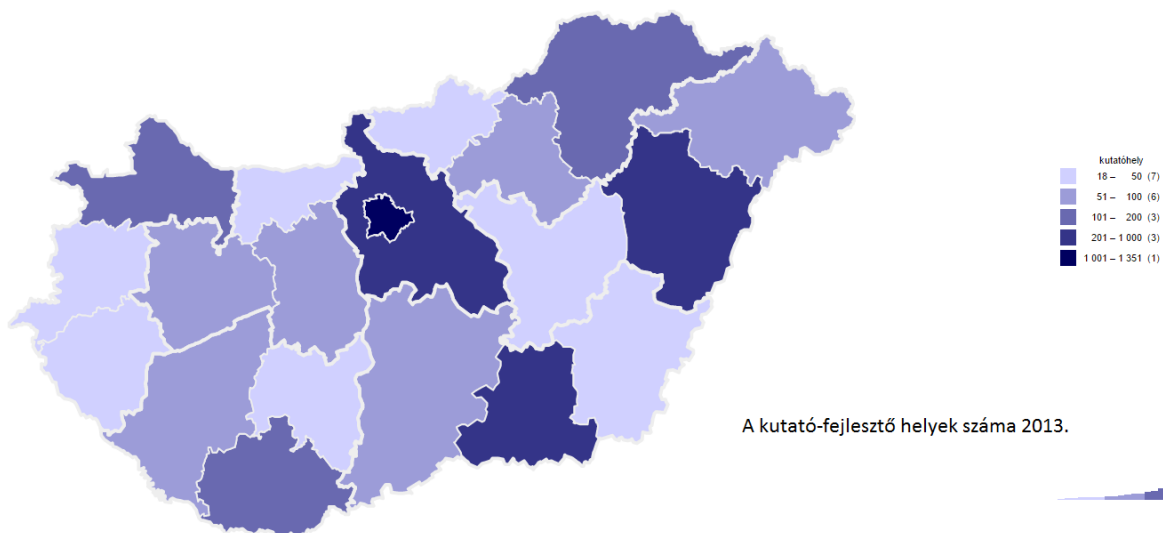 kutatóhely
18 – 50 (7)
51 – 100 (6)
101 – 200 (3)
201 – 1 000 (3)
1 001 – 1 351 (1)
A kutató-fejlesztő helyek száma 2013.